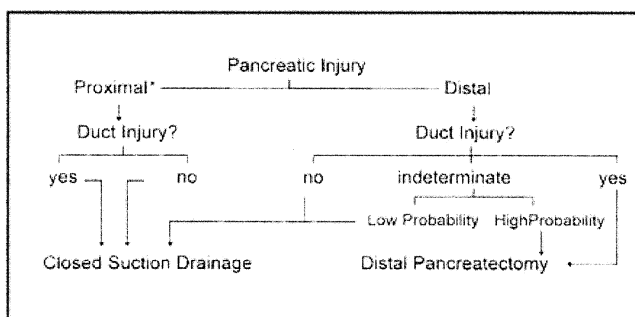 Pancreatic Injury
Proximal* Distal
Duct Injury? Duct Injury?
yes no no indeterminate yes
Low Probability HighProbability
Closed Suction Drainage Distal Pancreatectomy